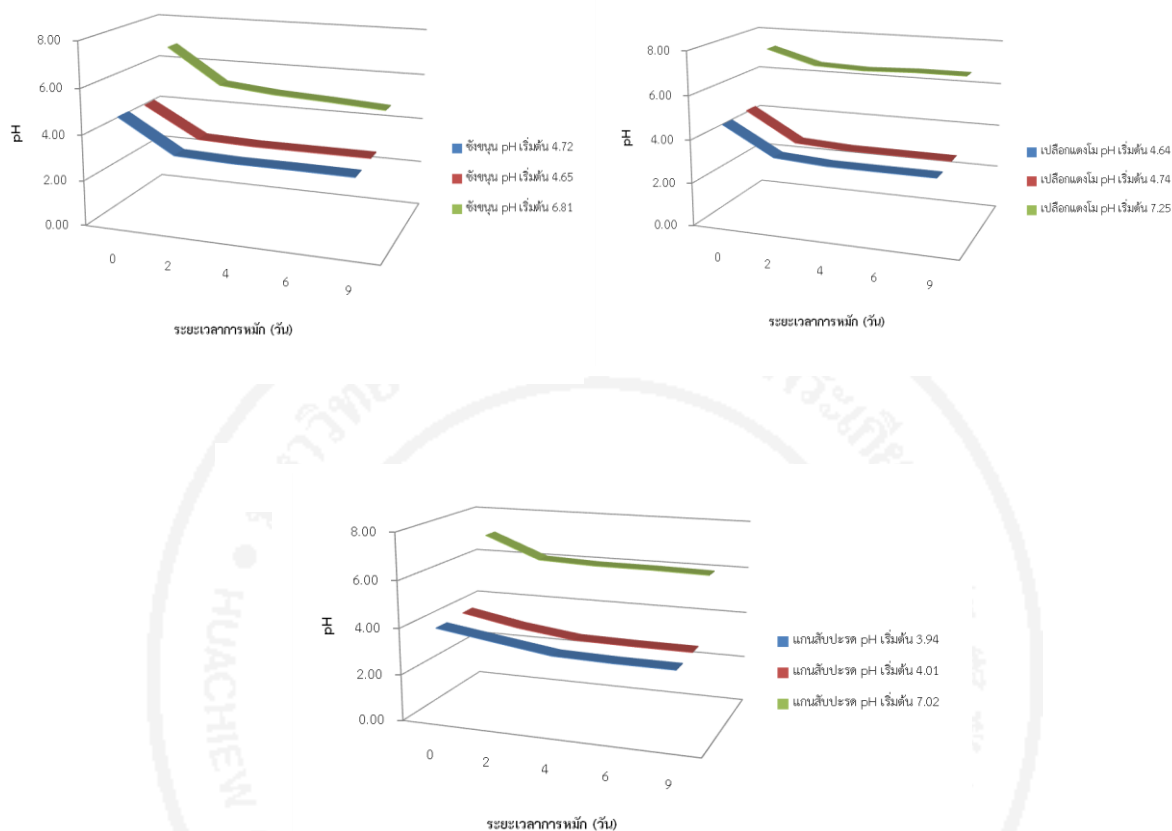 8.00
6.00
4.00
2.00
0.00
pH
0
2
4
6
9
ระยะเวลาการหมัก (วัน)
ซังขนุน pH เริ่มต้น 4.72
ซังขนุน pH เริ่มต้น 4.65
ซังขนุน pH เริ่มต้น 6.81
8.00
6.00
4.00
2.00
0.00
pH
0
2
4
6
9
ระยะเวลาการหมัก (วัน)
เปลือกแตงโม pH เริ่มต้น 4.64
เปลือกแตงโม pH เริ่มต้น 4.74
เปลือกแตงโม pH เริ่มต้น 7.25
8.00
6.00
4.00
2.00
0.00
pH
0
2
4
6
9
ระยะเวลาการหมัก (วัน)
แกนสับปะรด pH เริ่มต้น 3.94
แกนสับปะรด pH เริ่มต้น 4.01
แกนสับปะรด pH เริ่มต้น 7.02
HUACHIEW